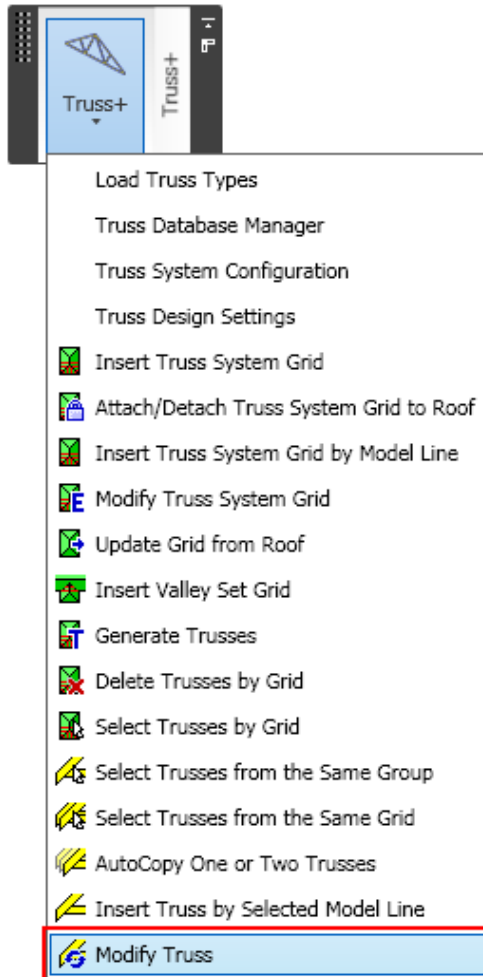 Truss+
Truss+
Load Truss Types
Truss Database Manager
Truss System Configuration
Truss Design Settings
Insert Truss System Grid
Attach/Detach Truss System Grid to Roof
Insert Truss System Grid by Model Line
Modify Truss System Grid
Update Grid from Roof
Insert Valley Set Grid
Generate Trusses
Delete Trusses by Grid
Select Trusses by Grid
Select Trusses from the Same Group
Select Trusses from the Same Grid
AutoCopy One or Two Trusses
Insert Truss by Selected Model Line
Modify Truss